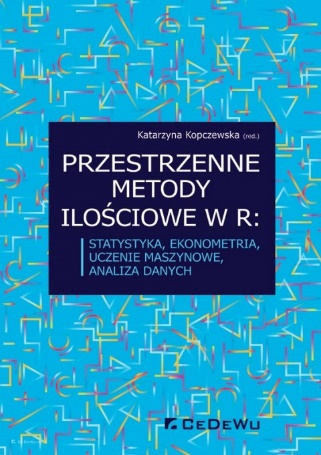 Katarzyna Kopczewska (red.)
PRZESTRZENNE
METODY
ILOŚCIOWE W R:
STATYSTYKA, EKONOMETRIA,
UCZENIE MASZYNOWE,
ANALIZA DANYCH
CEDEWU